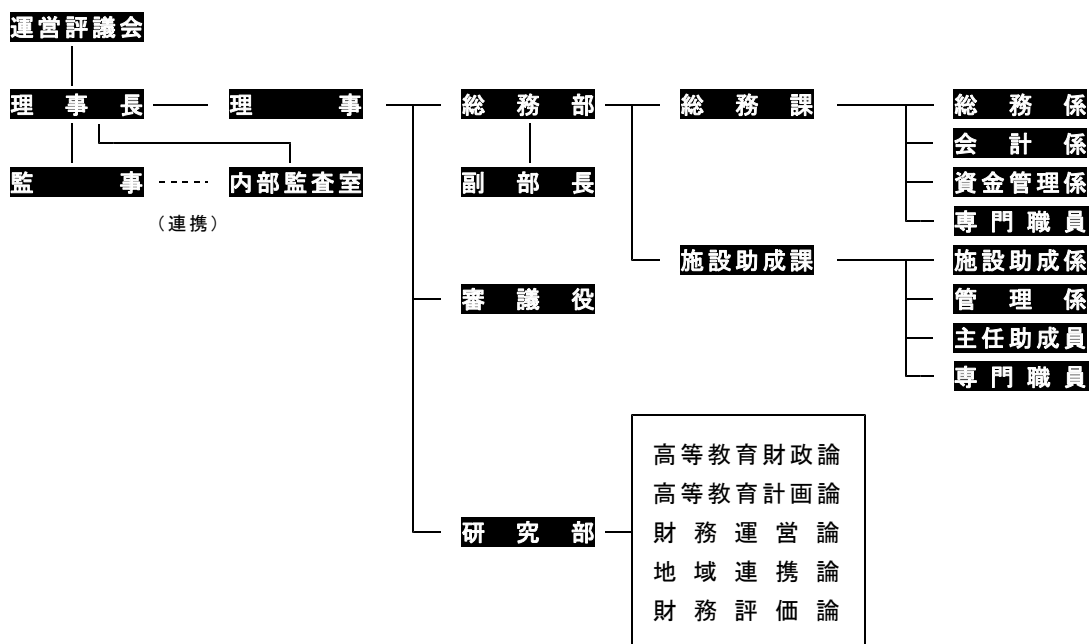 運営評議会
理事長
理事
総務部
総務課
総務係
会計係
監事
内部監査室
副部長
資金管理係
(連携)
専門職員
施設助成課
施設助成係
審議役
管理係
主任助成員
専門職員
高等教育財政論
高等教育計画論
研究部
財務運営論
地域連携論
財務評価論